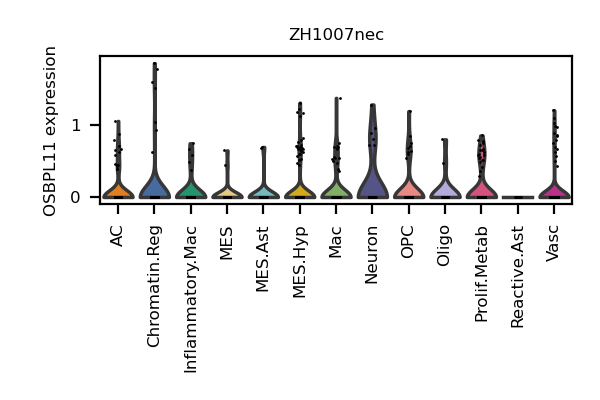 ZH1007nec
OSBPL11 expression
1
0
AC
Chromatin.Reg
Inflammatory.Mac
MES
MES.Ast
MES.Hyp
Mac
Neuron
OPC
Oligo
Prolif.Metab
Reactive.Ast
Vasc